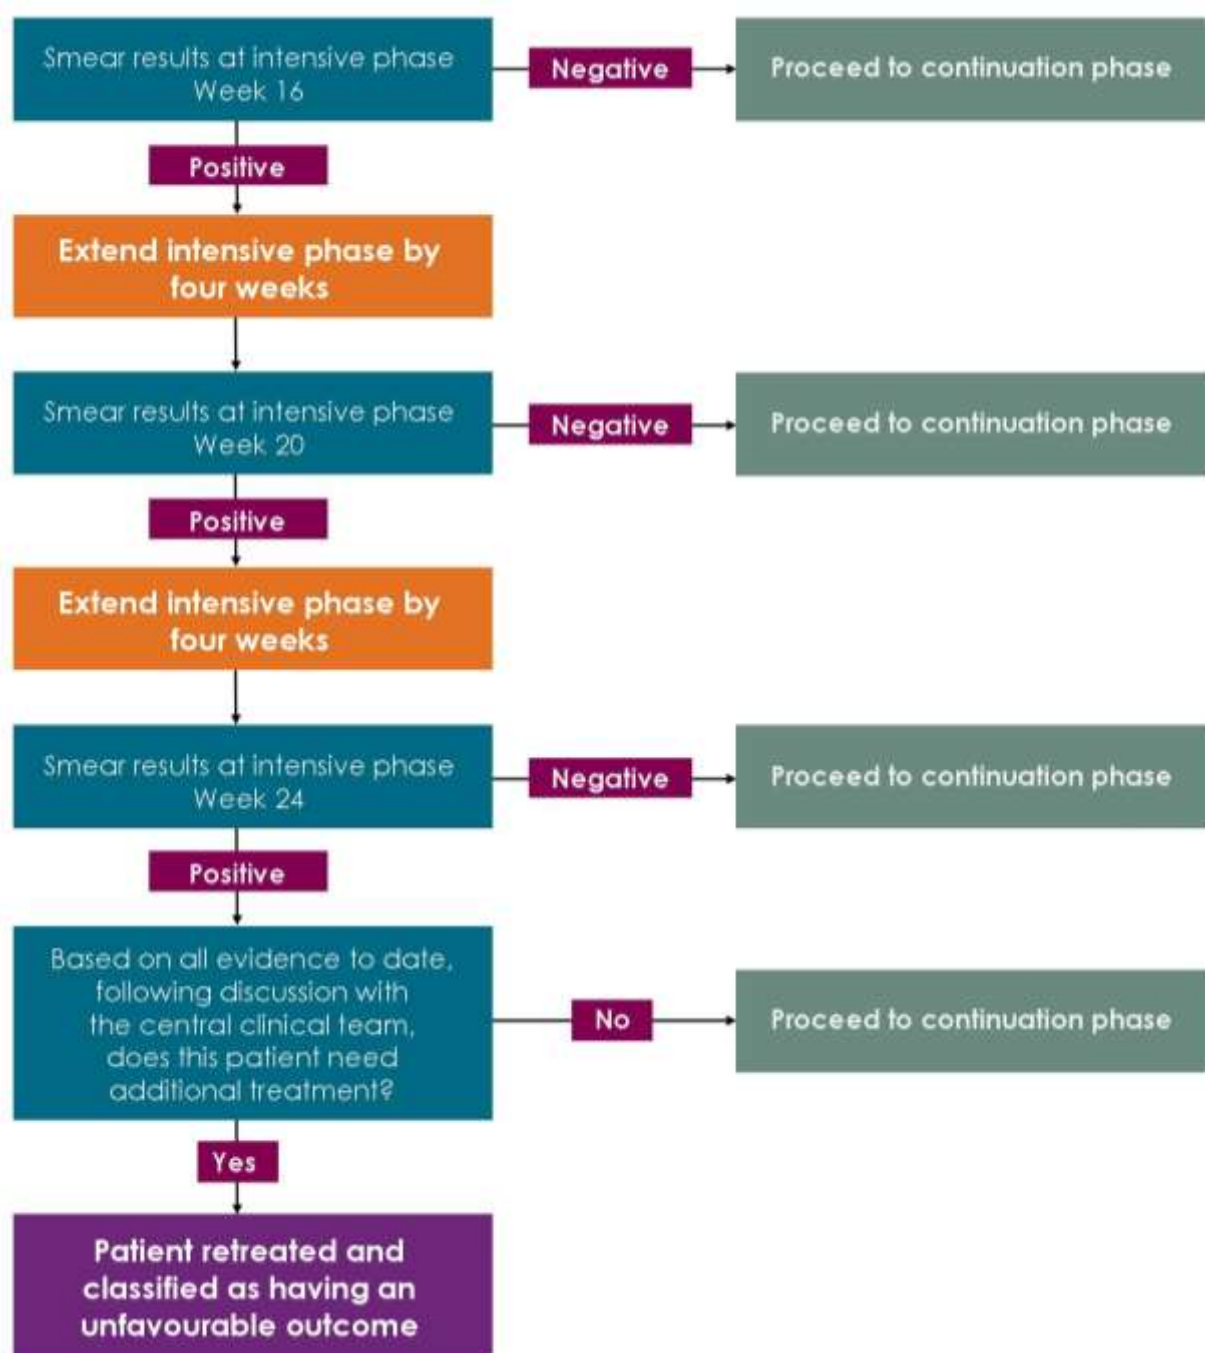 Smear results at intensive phase
Week 16
Negative
Proceed to continuation phase
Positive
Extend intensive phase by
four weeks
Smear results at intensive phase
Week 20
Negative
Proceed to continuation phase
Positive
Extend intensive phase by
four weeks
Smear results at intensive phase
Week 24
Negative
Proceed to continuation phase
Positive
Based on all evidence to date,
following discussion with
the central clinical team,
does this patient need
additional treatment?
No
Proceed to continuation phase
Yes
Patient retreated and
classified as having an
unfavourable outcome